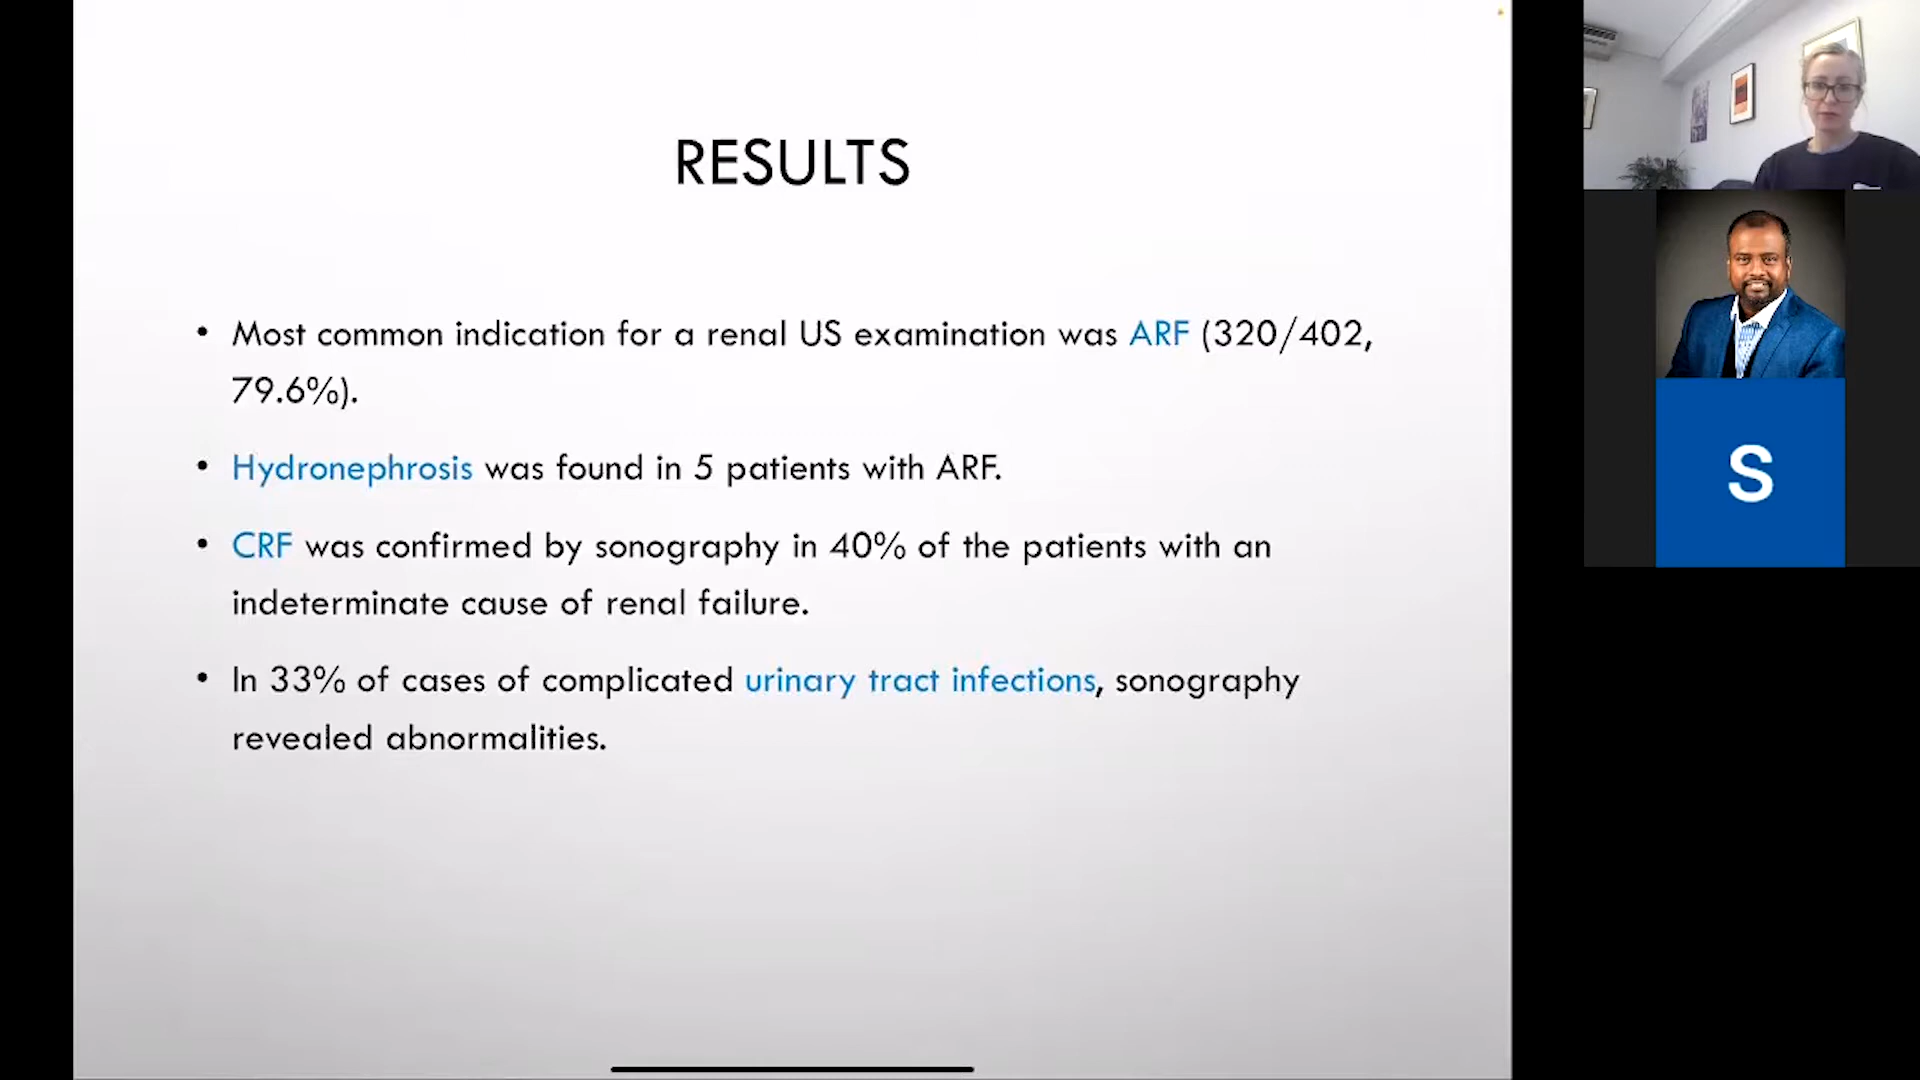 RESULTS
• Most common indication for a renal US examination was ARF (320/402,
79.6%).
• Hydronephrosis was found in 5 patients with ARF.
• CRF was confirmed by sonography in 40% of the patients with an
indeterminate cause of renal failure.
• In 33% of cases of complicated urinary tract infections, sonography
revealed abnormalities.
S